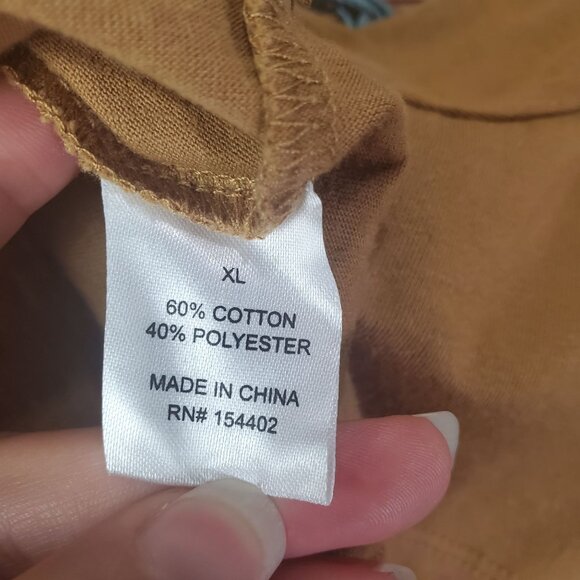 XL
60% COTTON
40% POLYESTER
MADE IN CHINA
RN# 154402